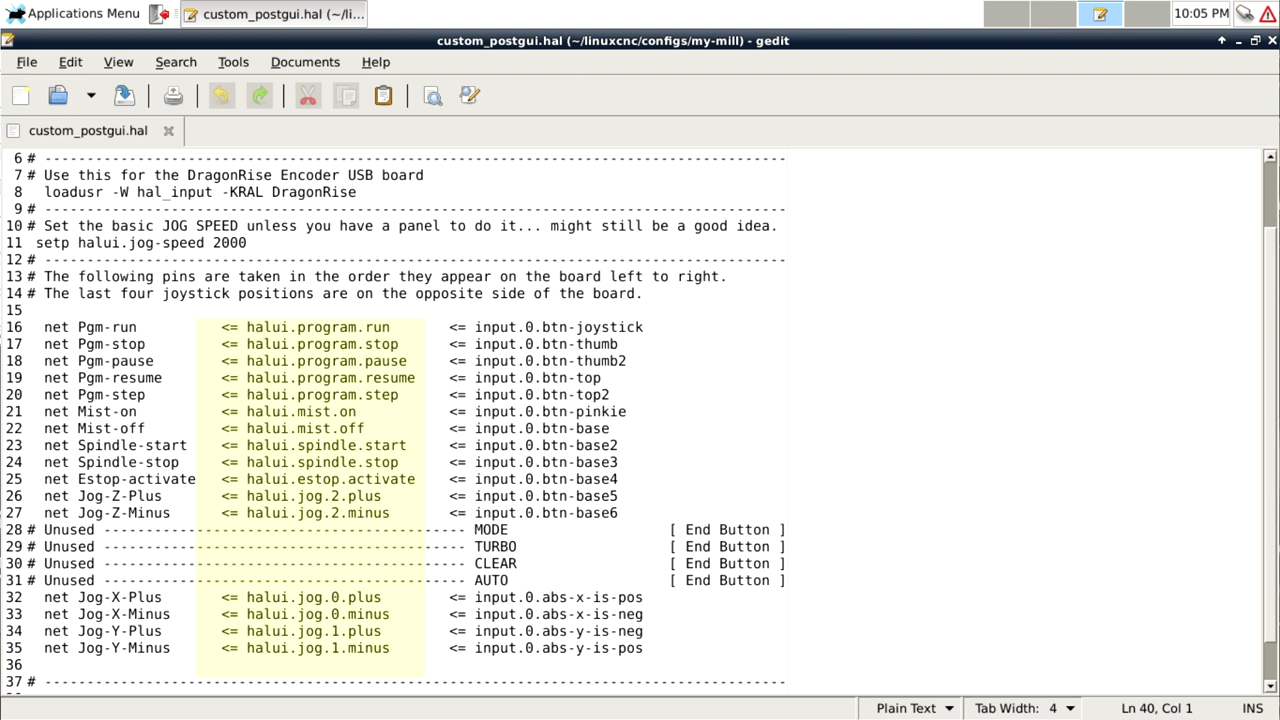 Applications Menu custom_postgui.hal (~/li... 10:05 PM
custom_postgui.hal (~/linuxcnc/configs/my-mill) - gedit
File Edit View Search Tools Documents Help
custom_postgui.hal
6 # ----------------------------------------------------------------------------------------
7 # Use this for the DragonRise Encoder USB board
8   loadusr -W hal_input -KRAL DragonRise
9 # ----------------------------------------------------------------------------------------
10 # Set the basic JOG SPEED unless you have a panel to do it... might still be a good idea.
11  setp halui.jog-speed 2000
12 # ----------------------------------------------------------------------------------------
13 # The following pins are taken in the order they appear on the board left to right.
14 # The last four joystick positions are on the opposite side of the board.
15
16   net Pgm-run          <= halui.program.run       <= input.0.btn-joystick
17   net Pgm-stop         <= halui.program.stop      <= input.0.btn-thumb
18   net Pgm-pause        <= halui.program.pause     <= input.0.btn-thumb2
19   net Pgm-resume       <= halui.program.resume    <= input.0.btn-top
20   net Pgm-step         <= halui.program.step      <= input.0.btn-top2
21   net Mist-on          <= halui.mist.on           <= input.0.btn-pinkie
22   net Mist-off         <= halui.mist.off          <= input.0.btn-base
23   net Spindle-start    <= halui.spindle.start     <= input.0.btn-base2
24   net Spindle-stop     <= halui.spindle.stop      <= input.0.btn-base3
25   net Estop-activate   <= halui.estop.activate    <= input.0.btn-base4
26   net Jog-Z-Plus       <= halui.jog.2.plus        <= input.0.btn-base5
27   net Jog-Z-Minus      <= halui.jog.2.minus       <= input.0.btn-base6
28 # Unused ------------------------------------------- MODE                   [ End Button ]
29 # Unused ------------------------------------------- TURBO                  [ End Button ]
30 # Unused ------------------------------------------- CLEAR                  [ End Button ]
31 # Unused ------------------------------------------- AUTO                   [ End Button ]
32   net Jog-X-Plus       <= halui.jog.0.plus        <= input.0.abs-x-is-pos
33   net Jog-X-Minus      <= halui.jog.0.minus       <= input.0.abs-x-is-neg
34   net Jog-Y-Plus       <= halui.jog.1.plus        <= input.0.abs-y-is-neg
35   net Jog-Y-Minus      <= halui.jog.1.minus       <= input.0.abs-y-is-pos
36
37 # ----------------------------------------------------------------------------------------
Plain Text Tab Width: 4 Ln 40, Col 1 INS